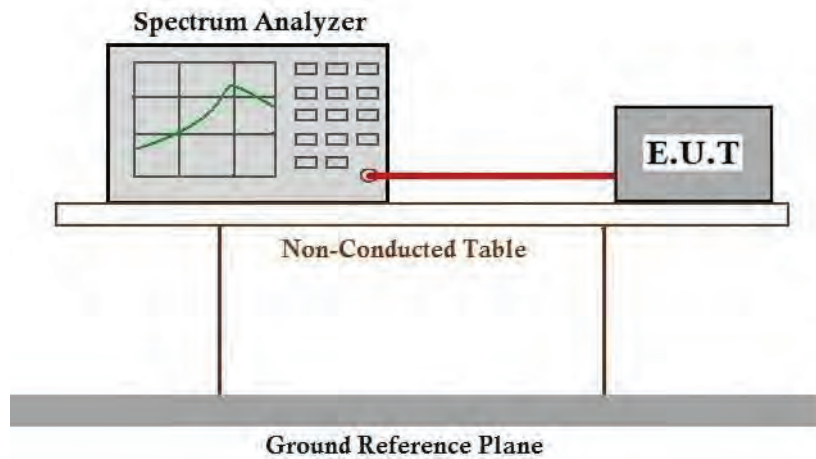 Spectrum Analyzer
E.U.T
Non-Conducted Table
Ground Reference Plane